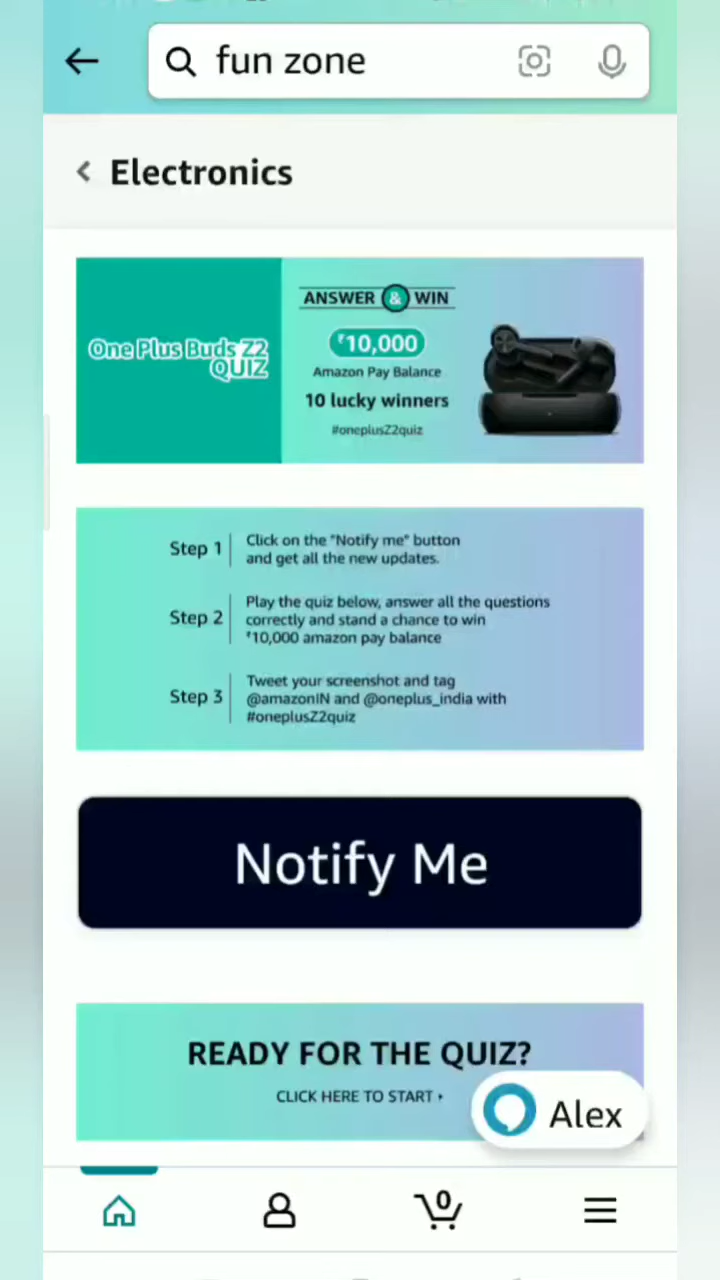 fun zone
Electronics
One Plus Buds Z2
QUIZ
ANSWER & WIN
₹10,000
Amazon Pay Balance
10 lucky winners
#oneplusZ2quiz
Step 1
Click on the "Notify me" button
and get all the new updates.
Step 2
Play the quiz below, answer all the questions
correctly and stand a chance to win
₹10,000 amazon pay balance
Step 3
Tweet your screenshot and tag
@amazonIN and @oneplus_india with
#oneplusZ2quiz
Notify Me
READY FOR THE QUIZ?
CLICK HERE TO START
Alex
0